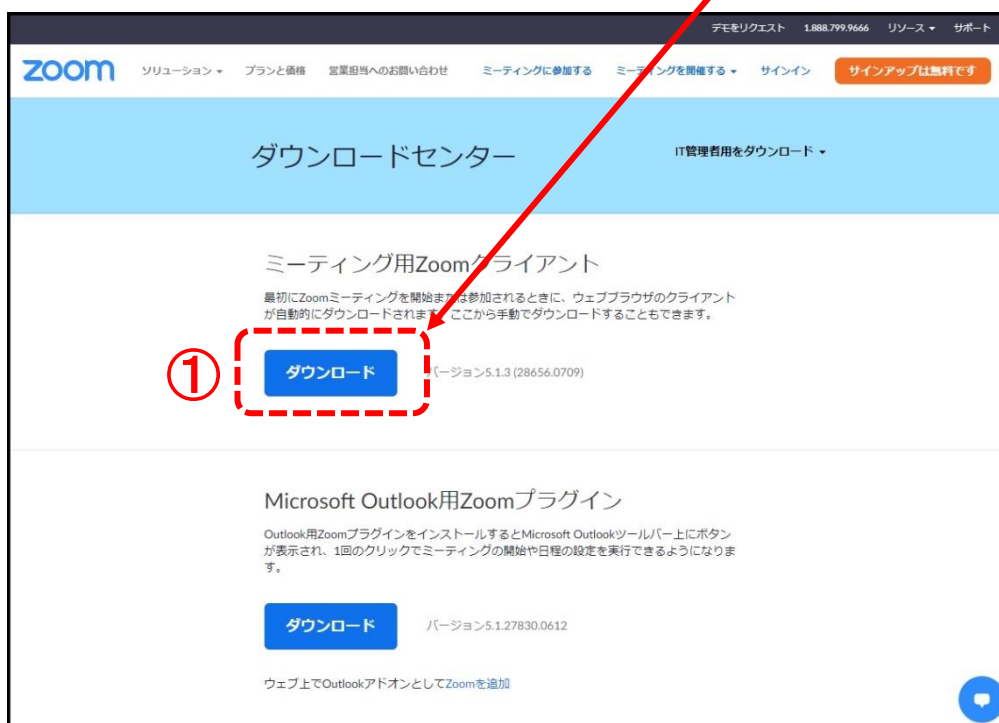 デモをリクエスト 1.888.799.9666 リソース サポート
zoom ソリューション プランと価格 営業担当へのお問い合わせ ミーティングに参加する ミーティングを開催する サインイン サインアップは無料です
ダウンロードセンター IT管理者用をダウンロード
ミーティング用Zoomクライアント
最初にZoomミーティングを開始または参加されるときに、ウェブブラウザのクライアント
が自動的にダウンロードされます。ここから手動でダウンロードすることもできます。
① ダウンロード バージョン5.1.3 (28656.0709)
Microsoft Outlook用Zoomプラグイン
Outlook用ZoomプラグインをインストールするとMicrosoft Outlookツールバー上にボタン
が表示され、1回のクリックでミーティングの開始や日程の設定を実行できるようになりま
す。
ダウンロード バージョン5.1.27830.0612
ウェブ上でOutlookアドオンとしてZoomを追加